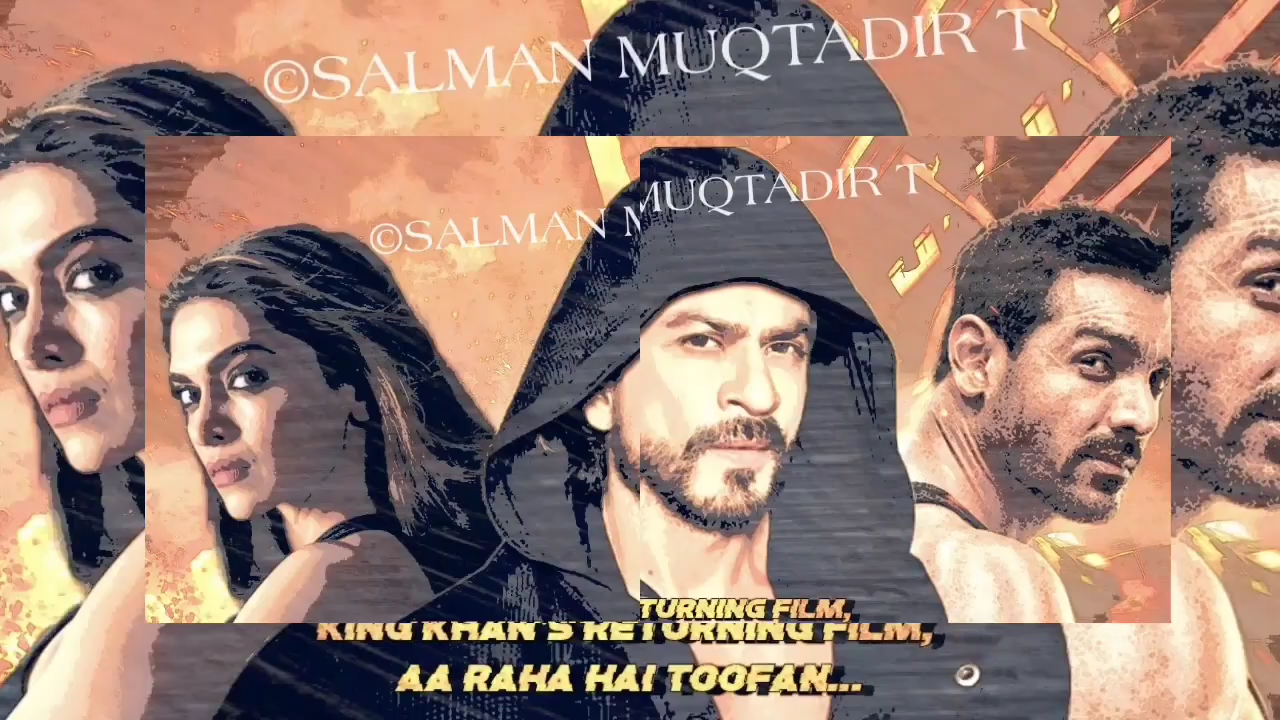 ©SALMAN MUQTADIR T
©SALMAN MUQTADIR T
TURNING FILM,
KING KHAN'S RETURNING FILM,
AA RAHA HAI TOOFAN...